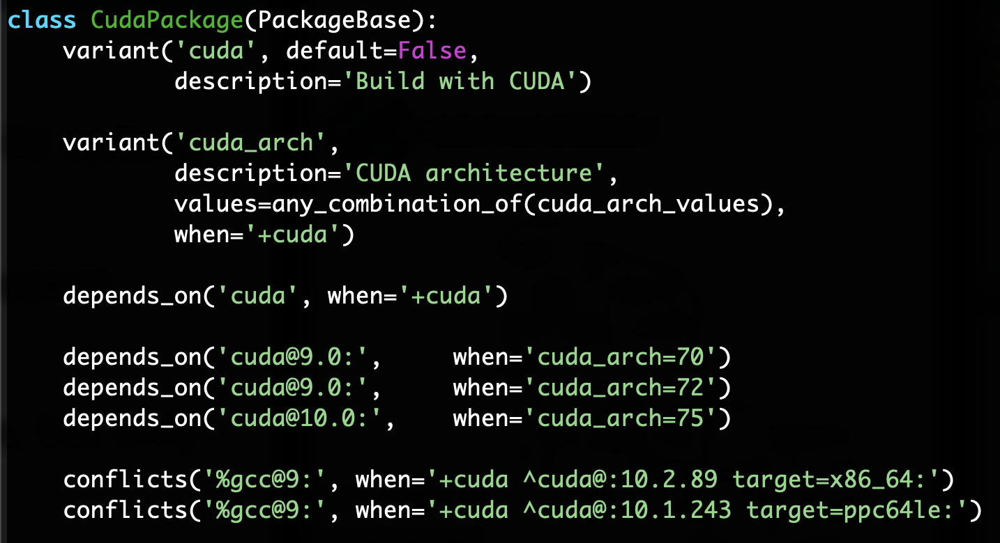 class CudaPackage(PackageBase):
    variant('cuda', default=False,
            description='Build with CUDA')

    variant('cuda_arch',
            description='CUDA architecture',
            values=any_combination_of(cuda_arch_values),
            when='+cuda')

    depends_on('cuda', when='+cuda')

    depends_on('cuda@9.0:',     when='cuda_arch=70')
    depends_on('cuda@9.0:',     when='cuda_arch=72')
    depends_on('cuda@10.0:',    when='cuda_arch=75')

    conflicts('%gcc@9:', when='+cuda ^cuda@:10.2.89 target=x86_64:')
    conflicts('%gcc@9:', when='+cuda ^cuda@:10.1.243 target=ppc64le:')